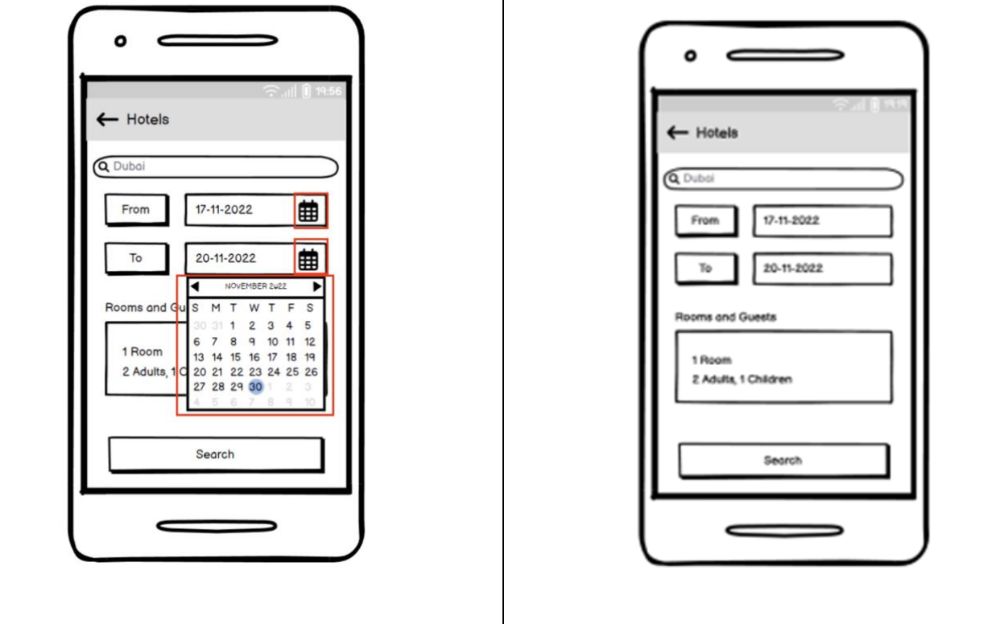 19:56
Hotels
Dubai
From
17-11-2022
To
20-11-2022
NOVEMBER 2022
Rooms and Gu
S M T W T F S
30 31 1 2 3 4 5
6 7 8 9 10 11 12
1 Room
13 14 15 16 17 18 19
2 Adults, 1 C
20 21 22 23 24 25 26
27 28 29 30 1 2 3
4 5 6 7 8 9 10
Search
Hotels
Dubai
From
17-11-2022
To
20-11-2022
Rooms and Guests
1 Room
2 Adults, 1 Children
Search